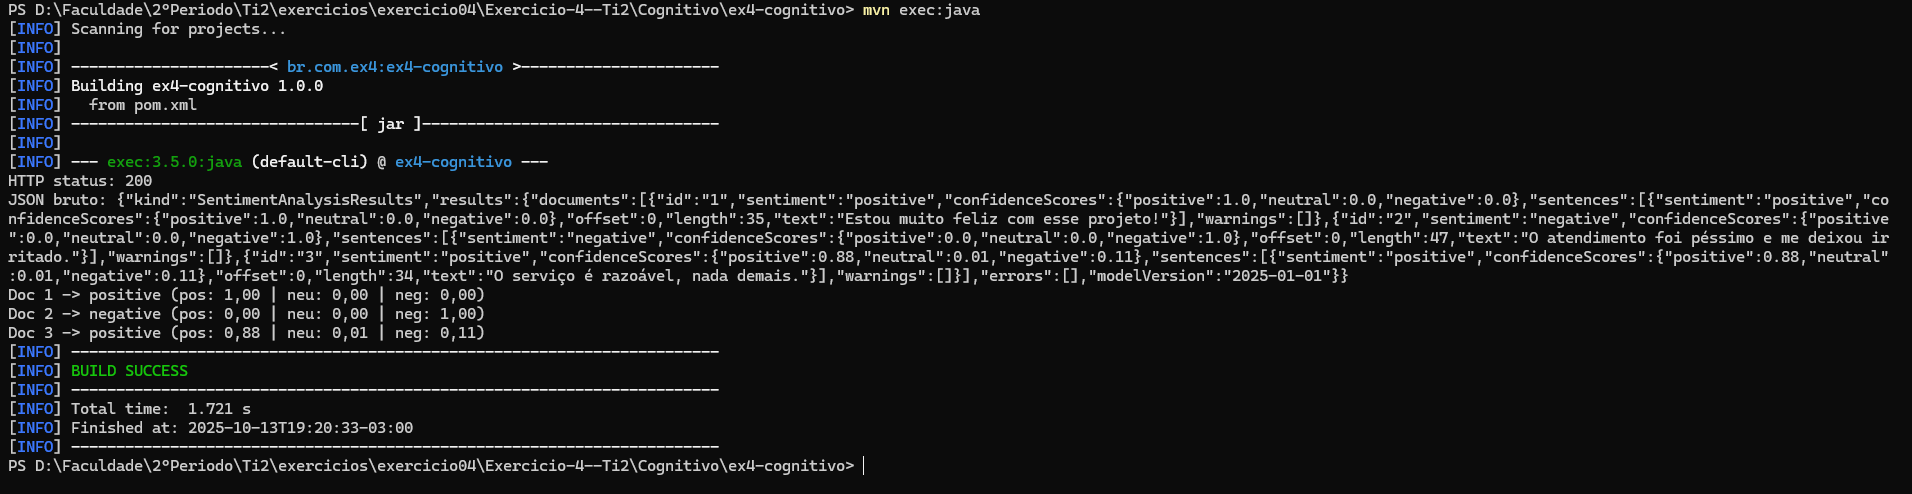 PS D:\Faculdade\2°Periodo\Ti2\exercicios\exercicio04\Exercicio-4--Ti2\Cognitivo\ex4-cognitivo> mvn exec:java
[INFO] Scanning for projects...
[INFO]
[INFO] ----------------------< br.com.ex4:ex4-cognitivo >----------------------
[INFO] Building ex4-cognitivo 1.0.0
[INFO]   from pom.xml
[INFO] --------------------------------[ jar ]---------------------------------
[INFO]
[INFO] --- exec:3.5.0:java (default-cli) @ ex4-cognitivo ---
HTTP status: 200
JSON bruto: {"kind":"SentimentAnalysisResults","results":{"documents":[{"id":"1","sentiment":"positive","confidenceScores":{"positive":1.0,"neutral":0.0,"negative":0.0},"sentences":[{"sentiment":"positive","co
nfidenceScores":{"positive":1.0,"neutral":0.0,"negative":0.0},"offset":0,"length":35,"text":"Estou muito feliz com esse projeto!"}],"warnings":[]},{"id":"2","sentiment":"negative","confidenceScores":{"positive
":0.0,"neutral":0.0,"negative":1.0},"sentences":[{"sentiment":"negative","confidenceScores":{"positive":0.0,"neutral":0.0,"negative":1.0},"offset":0,"length":47,"text":"O atendimento foi péssimo e me deixou ir
ritado."}],"warnings":[]},{"id":"3","sentiment":"positive","confidenceScores":{"positive":0.88,"neutral":0.01,"negative":0.11},"sentences":[{"sentiment":"positive","confidenceScores":{"positive":0.88,"neutral"
:0.01,"negative":0.11},"offset":0,"length":34,"text":"O serviço é razoável, nada demais."}],"warnings":[]}],"errors":[],"modelVersion":"2025-01-01"}}
Doc 1 -> positive (pos: 1,00 | neu: 0,00 | neg: 0,00)
Doc 2 -> negative (pos: 0,00 | neu: 0,00 | neg: 1,00)
Doc 3 -> positive (pos: 0,88 | neu: 0,01 | neg: 0,11)
[INFO] ------------------------------------------------------------------------
[INFO] BUILD SUCCESS
[INFO] ------------------------------------------------------------------------
[INFO] Total time:  1.721 s
[INFO] Finished at: 2025-10-13T19:20:33-03:00
[INFO] ------------------------------------------------------------------------
PS D:\Faculdade\2°Periodo\Ti2\exercicios\exercicio04\Exercicio-4--Ti2\Cognitivo\ex4-cognitivo>